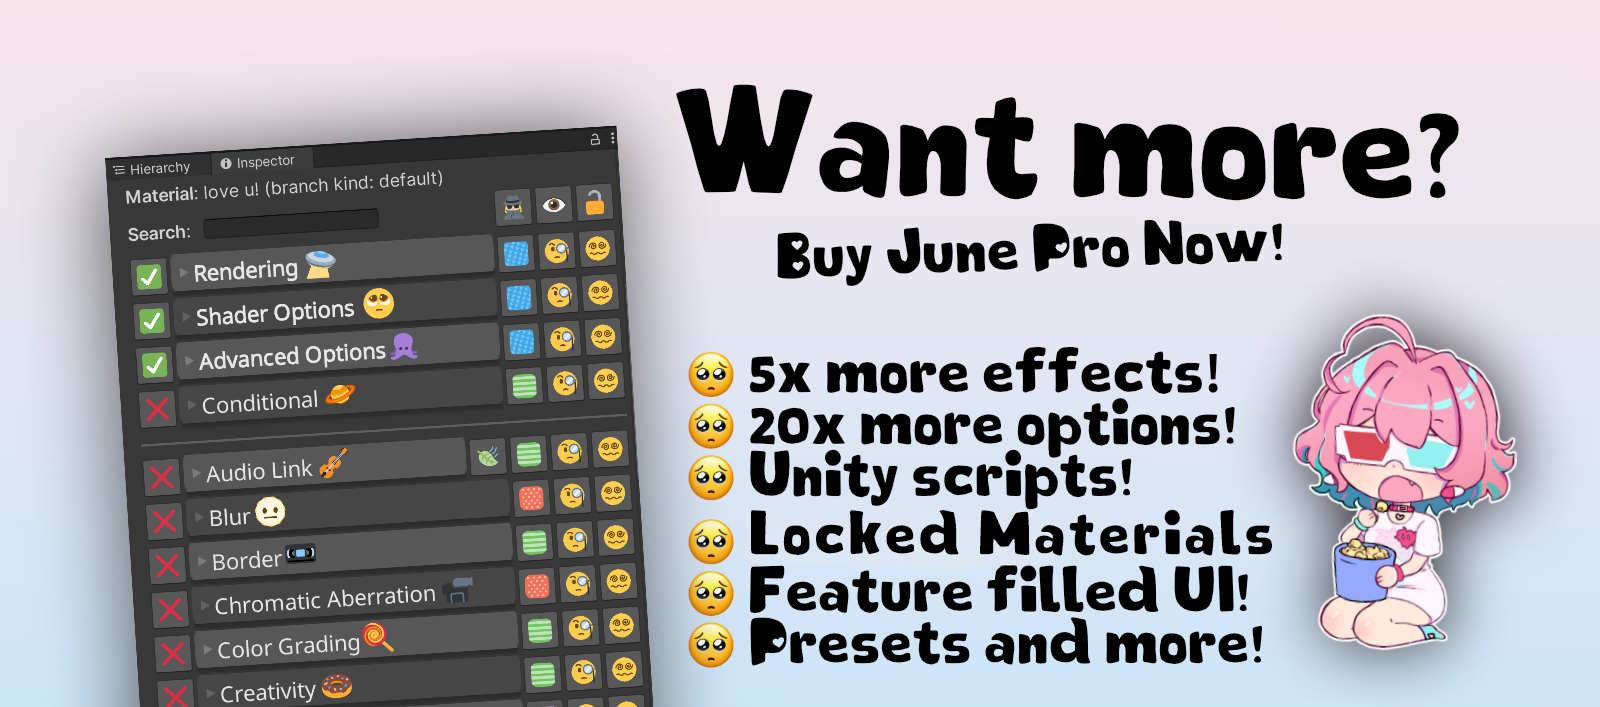 Hierarchy
Inspector
Material: love u! (branch kind: default)
Search:
Rendering
Shader Options
Advanced Options
Conditional
Audio Link
Blur
Border
Chromatic Aberration
Color Grading
Creativity
Want more?
Buy June Pro Now!
5x more effects!
20x more options!
Unity scripts!
Locked Materials
Feature filled UI!
Presets and more!